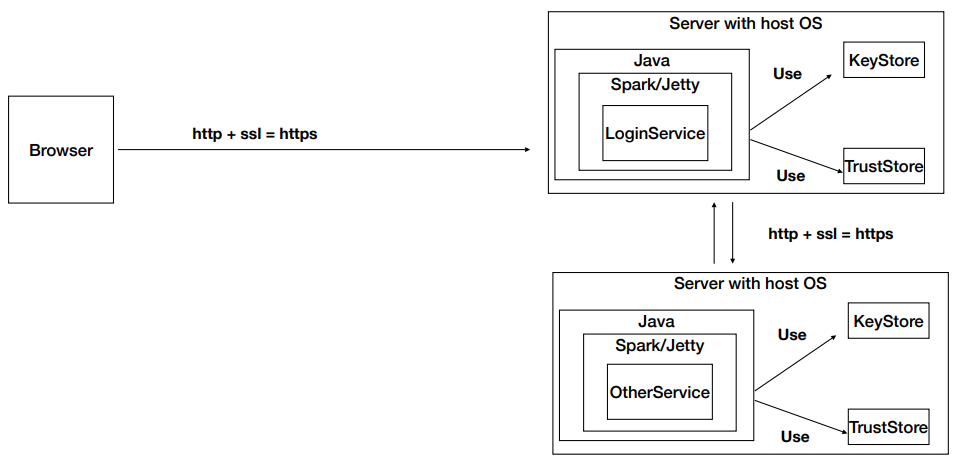 Browser
http + ssl = https
Server with host OS
Java
Spark/Jetty
LoginService
Use
KeyStore
Use
TrustStore
http + ssl = https
Server with host OS
Java
Spark/Jetty
OtherService
Use
KeyStore
Use
TrustStore